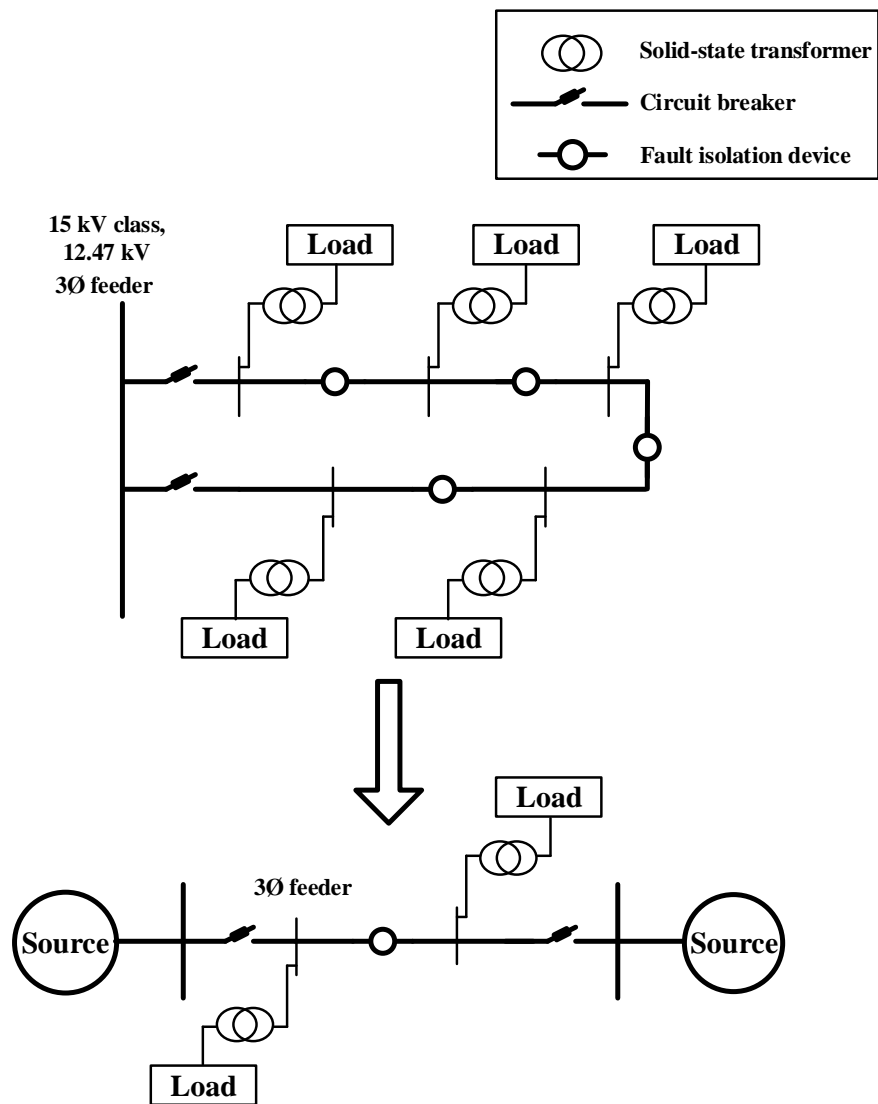 Solid-state transformer
Circuit breaker
Fault isolation device
15 kV class,
12.47 kV
3Ø feeder
Load
Load
Load
Load
Load
Load
3Ø feeder
Source
Source
Load